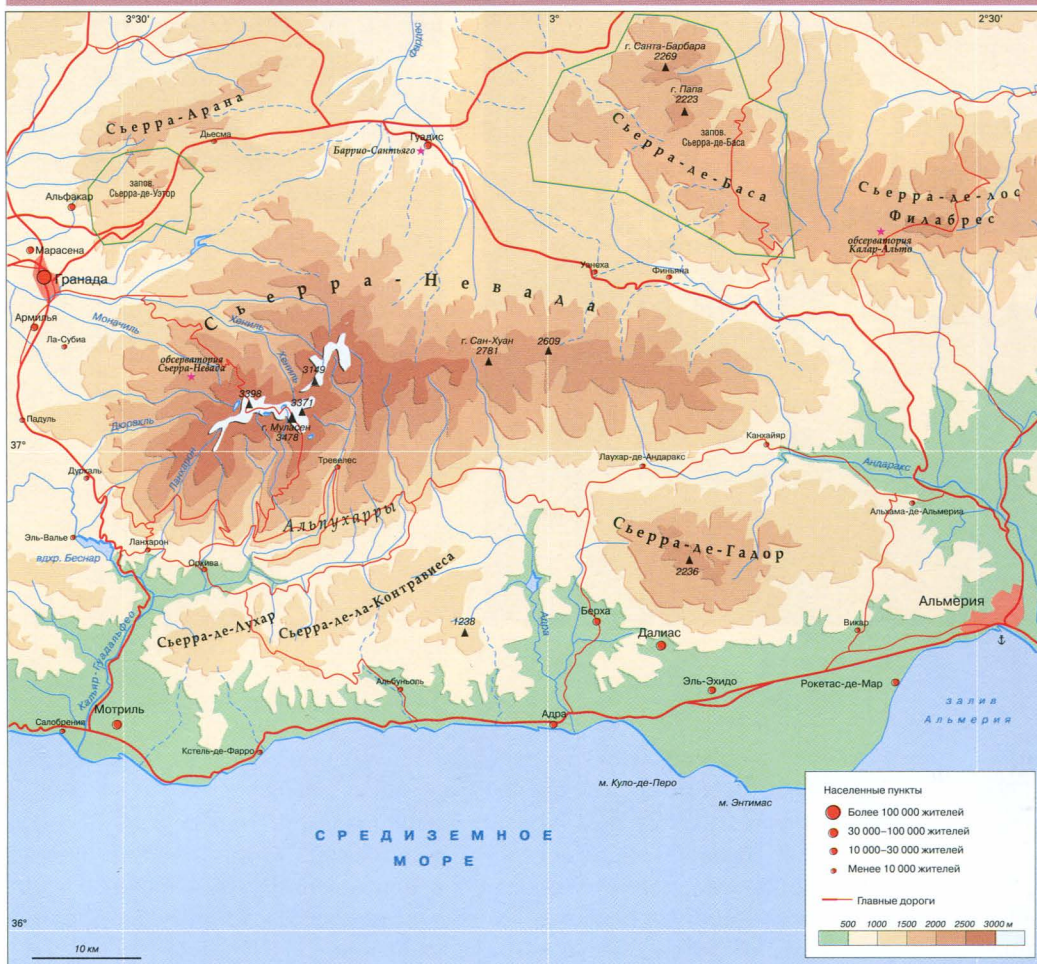 3°30'
3°
2°30'
Фардес
г. Санта-Барбара
2269
г. Папа
2223
Сьерра-Арана
Дьесма
Гуадис
Баррио-Сантьяго
Сьерра-де-Баса
запов.
Сьерра-де-Баса
запов.
Сьерра-де-Уэтор
Альфакар
Сьерра-де-лос
Филабрес
обсерватория
Калар-Альто
Марасена
Гранада
Уэнеха
Финьяна
Сьерра-Невада
Армилья
Моначиль
Хениль
Ла-Субиа
обсерватория
Сьерра-Невада
Хениль
г. Сан-Хуан
2781
2609
3149
3398
3371
г. Муласен
3478
Падуль
Дюркаль
37°
Канхайяр
Андаракс
Ланхарон
Тревелес
Лаухар-де-Андаракс
Дуркаль
Альпухарры
Альхама-де-Альмериа
Эль-Валье
Ланхарон
вдхр. Беснар
Орхива
Сьерра-де-Гадор
2236
Сьерра-де-ла-Контравиеса
Сьерра-де-Лухар
1238
Адра
Берха
Альмерия
Далиас
Викар
Кальяр-Гуадальфео
Альбуньоль
Эль-Эхидо
Рокетас-де-Мар
залив
Альмерия
Мотриль
Салобрения
Адра
Кстель-де-Фарро
м. Куло-де-Перо
м. Энтимас
СРЕДИЗЕМНОЕ
МОРЕ
Населенные пункты
Более 100 000 жителей
30 000–100 000 жителей
10 000–30 000 жителей
Менее 10 000 жителей
Главные дороги
500 1000 1500 2000 2500 3000 м
36°
10 км